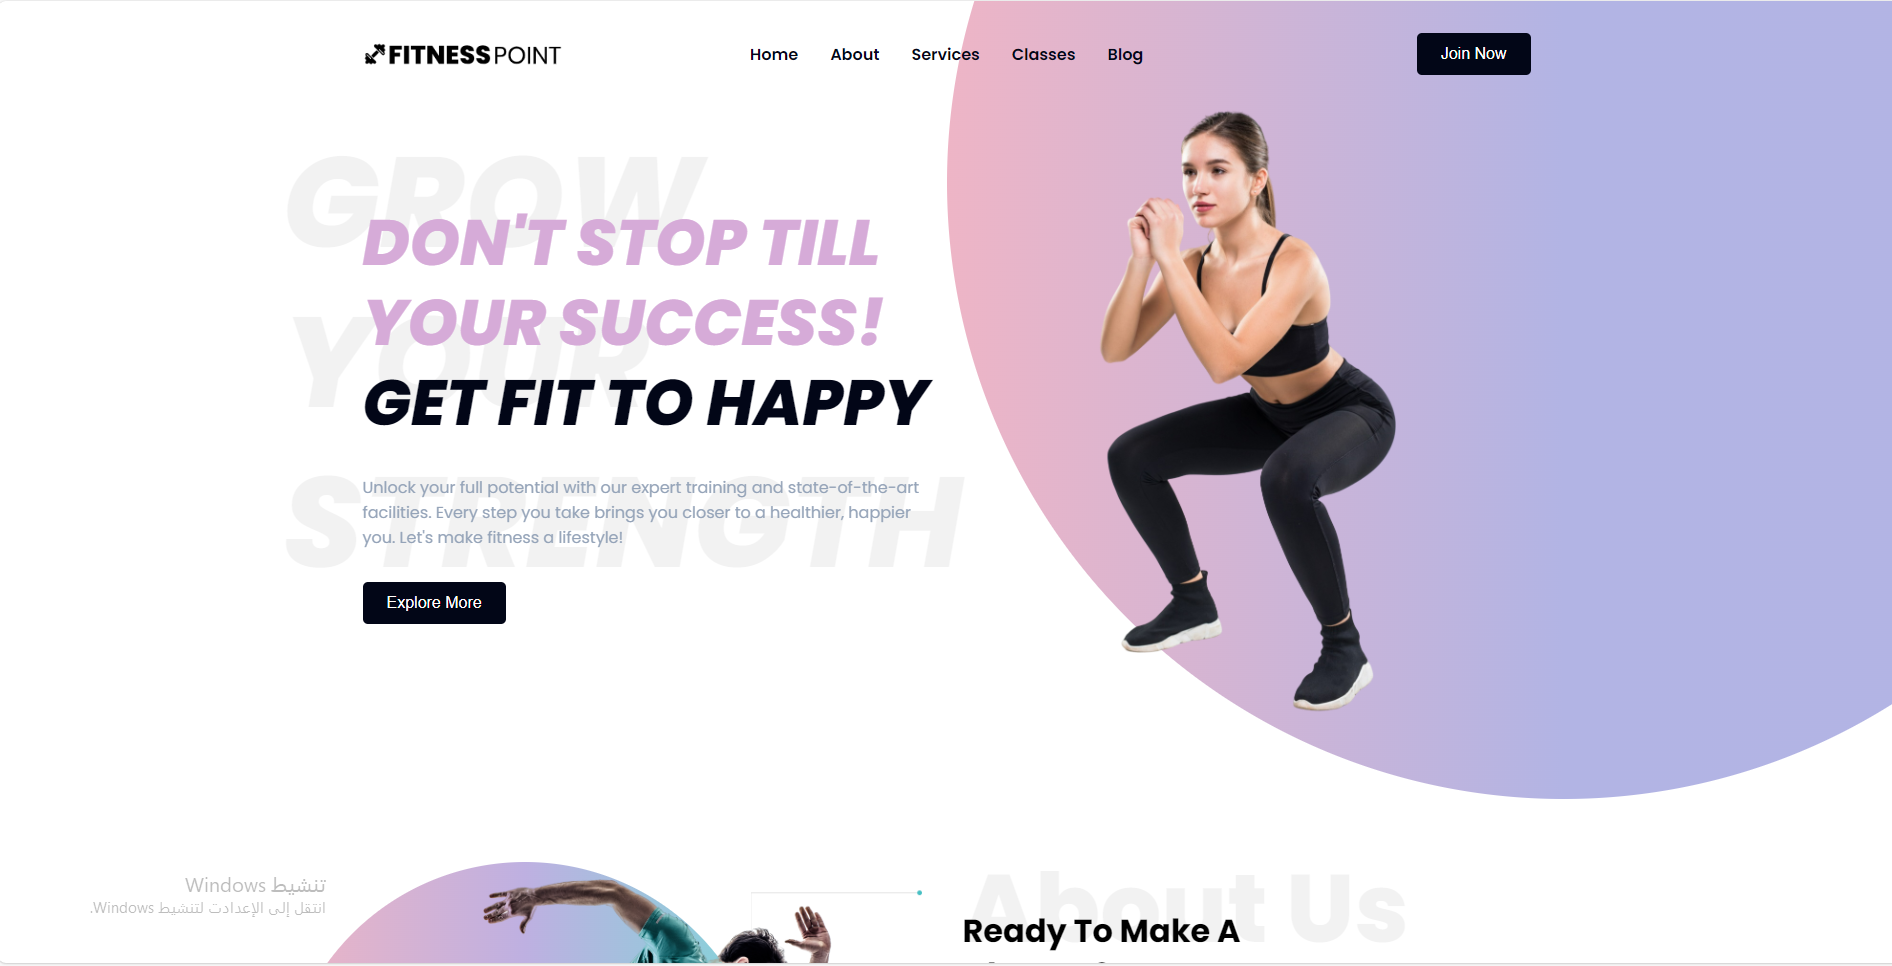 FITNESS POINT
Home
About
Services
Classes
Blog
Join Now
GROW
DON'T STOP TILL
YOUR
YOUR SUCCESS!
GET FIT TO HAPPY
STRENGTH
Unlock your full potential with our expert training and state-of-the-art
facilities. Every step you take brings you closer to a healthier, happier
you. Let's make fitness a lifestyle!
Explore More
تنشيط Windows
انتقل إلى الإعدادت لتنشيط Windows.
About Us
Ready To Make A